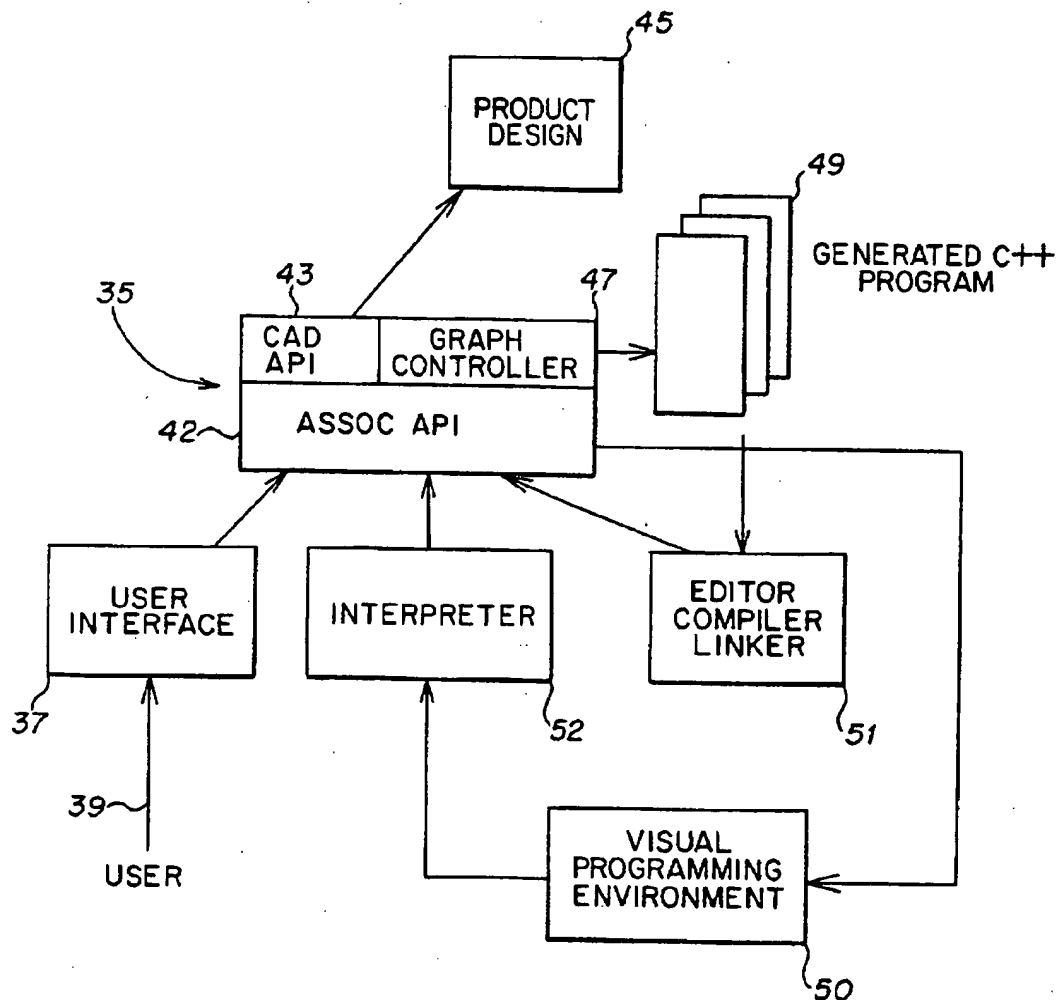 45
PRODUCT
DESIGN
49
GENERATED C++
PROGRAM
35
43
47
CAD
API
GRAPH
CONTROLLER
42
ASSOC API
USER
INTERFACE
INTERPRETER
EDITOR
COMPILER
LINKER
37
52
51
39
USER
VISUAL
PROGRAMMING
ENVIRONMENT
50